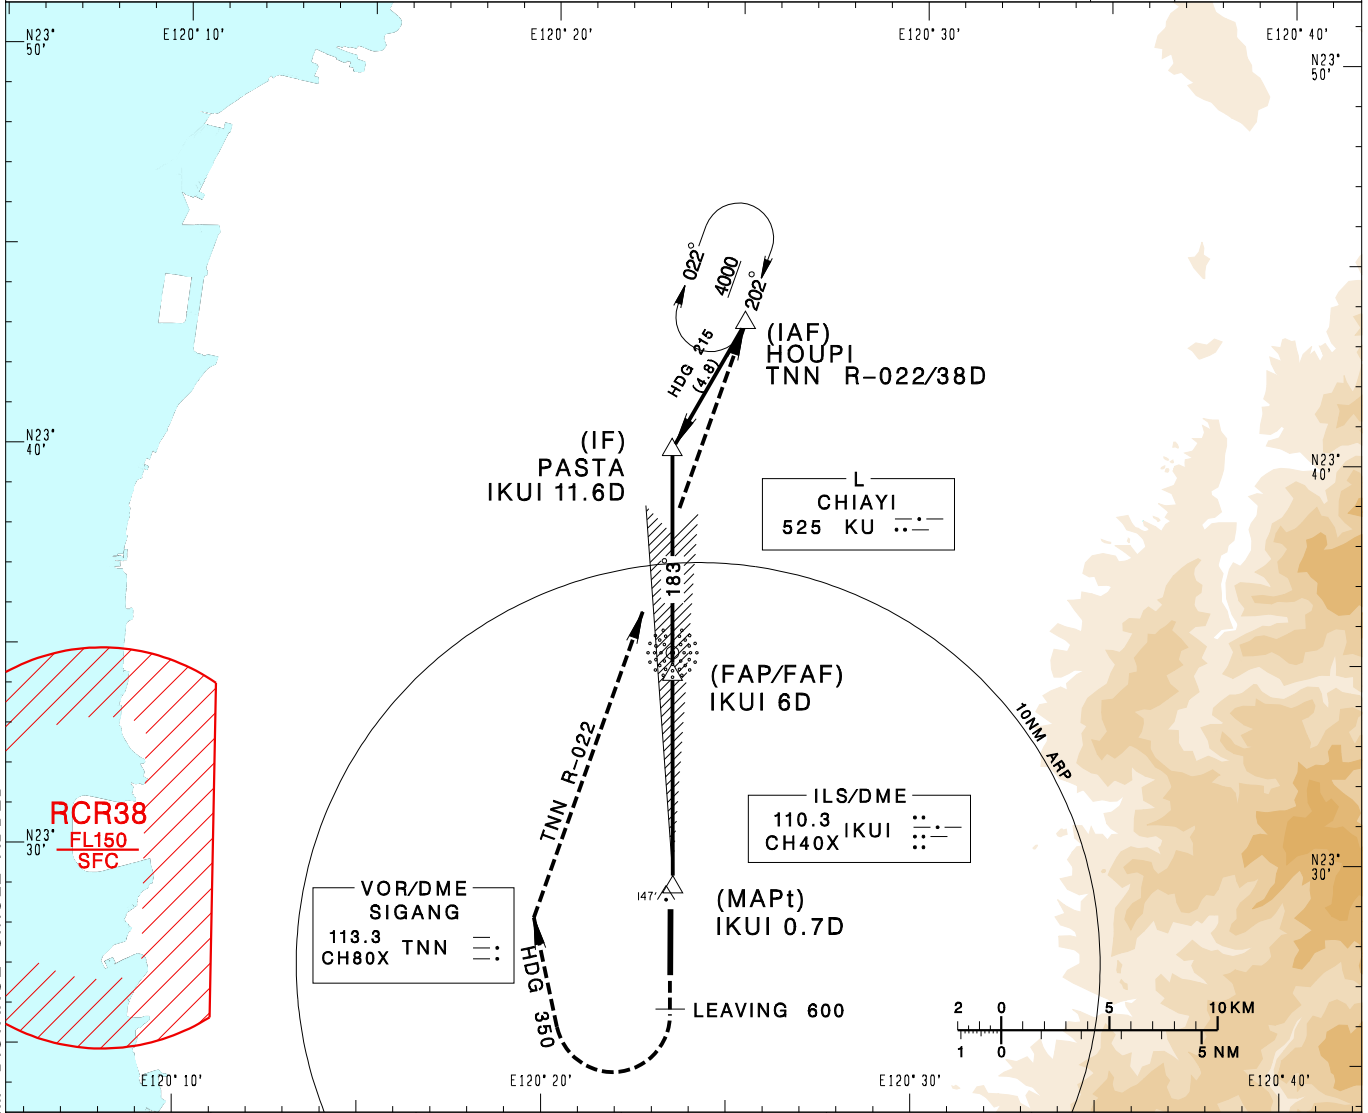 E120°10'
E120°20'
E120°30'
E120°40'
N23°
50'
N23°
50'
022°
4000
202°
HDG 215
(4.8)
(IAF)
HOUPI
TNN R-022/38D
N23°
40'
N23°
40'
(IF)
PASTA
IKUI 11.6D
L
CHIAYI
525 KU
183°
(FAP/FAF)
IKUI 6D
10NM ARP
TNN R-022
RCR38
FL150
SFC
N23°
30'
N23°
30'
ILS/DME
110.3
CH40X
IKUI
147'
(MAPt)
IKUI 0.7D
VOR/DME
SIGANG
113.3
CH80X
TNN
HDG 350
LEAVING 600
2 0 5 10 KM
1 0 5 NM
E120°10'
E120°20'
E120°30'
E120°40'